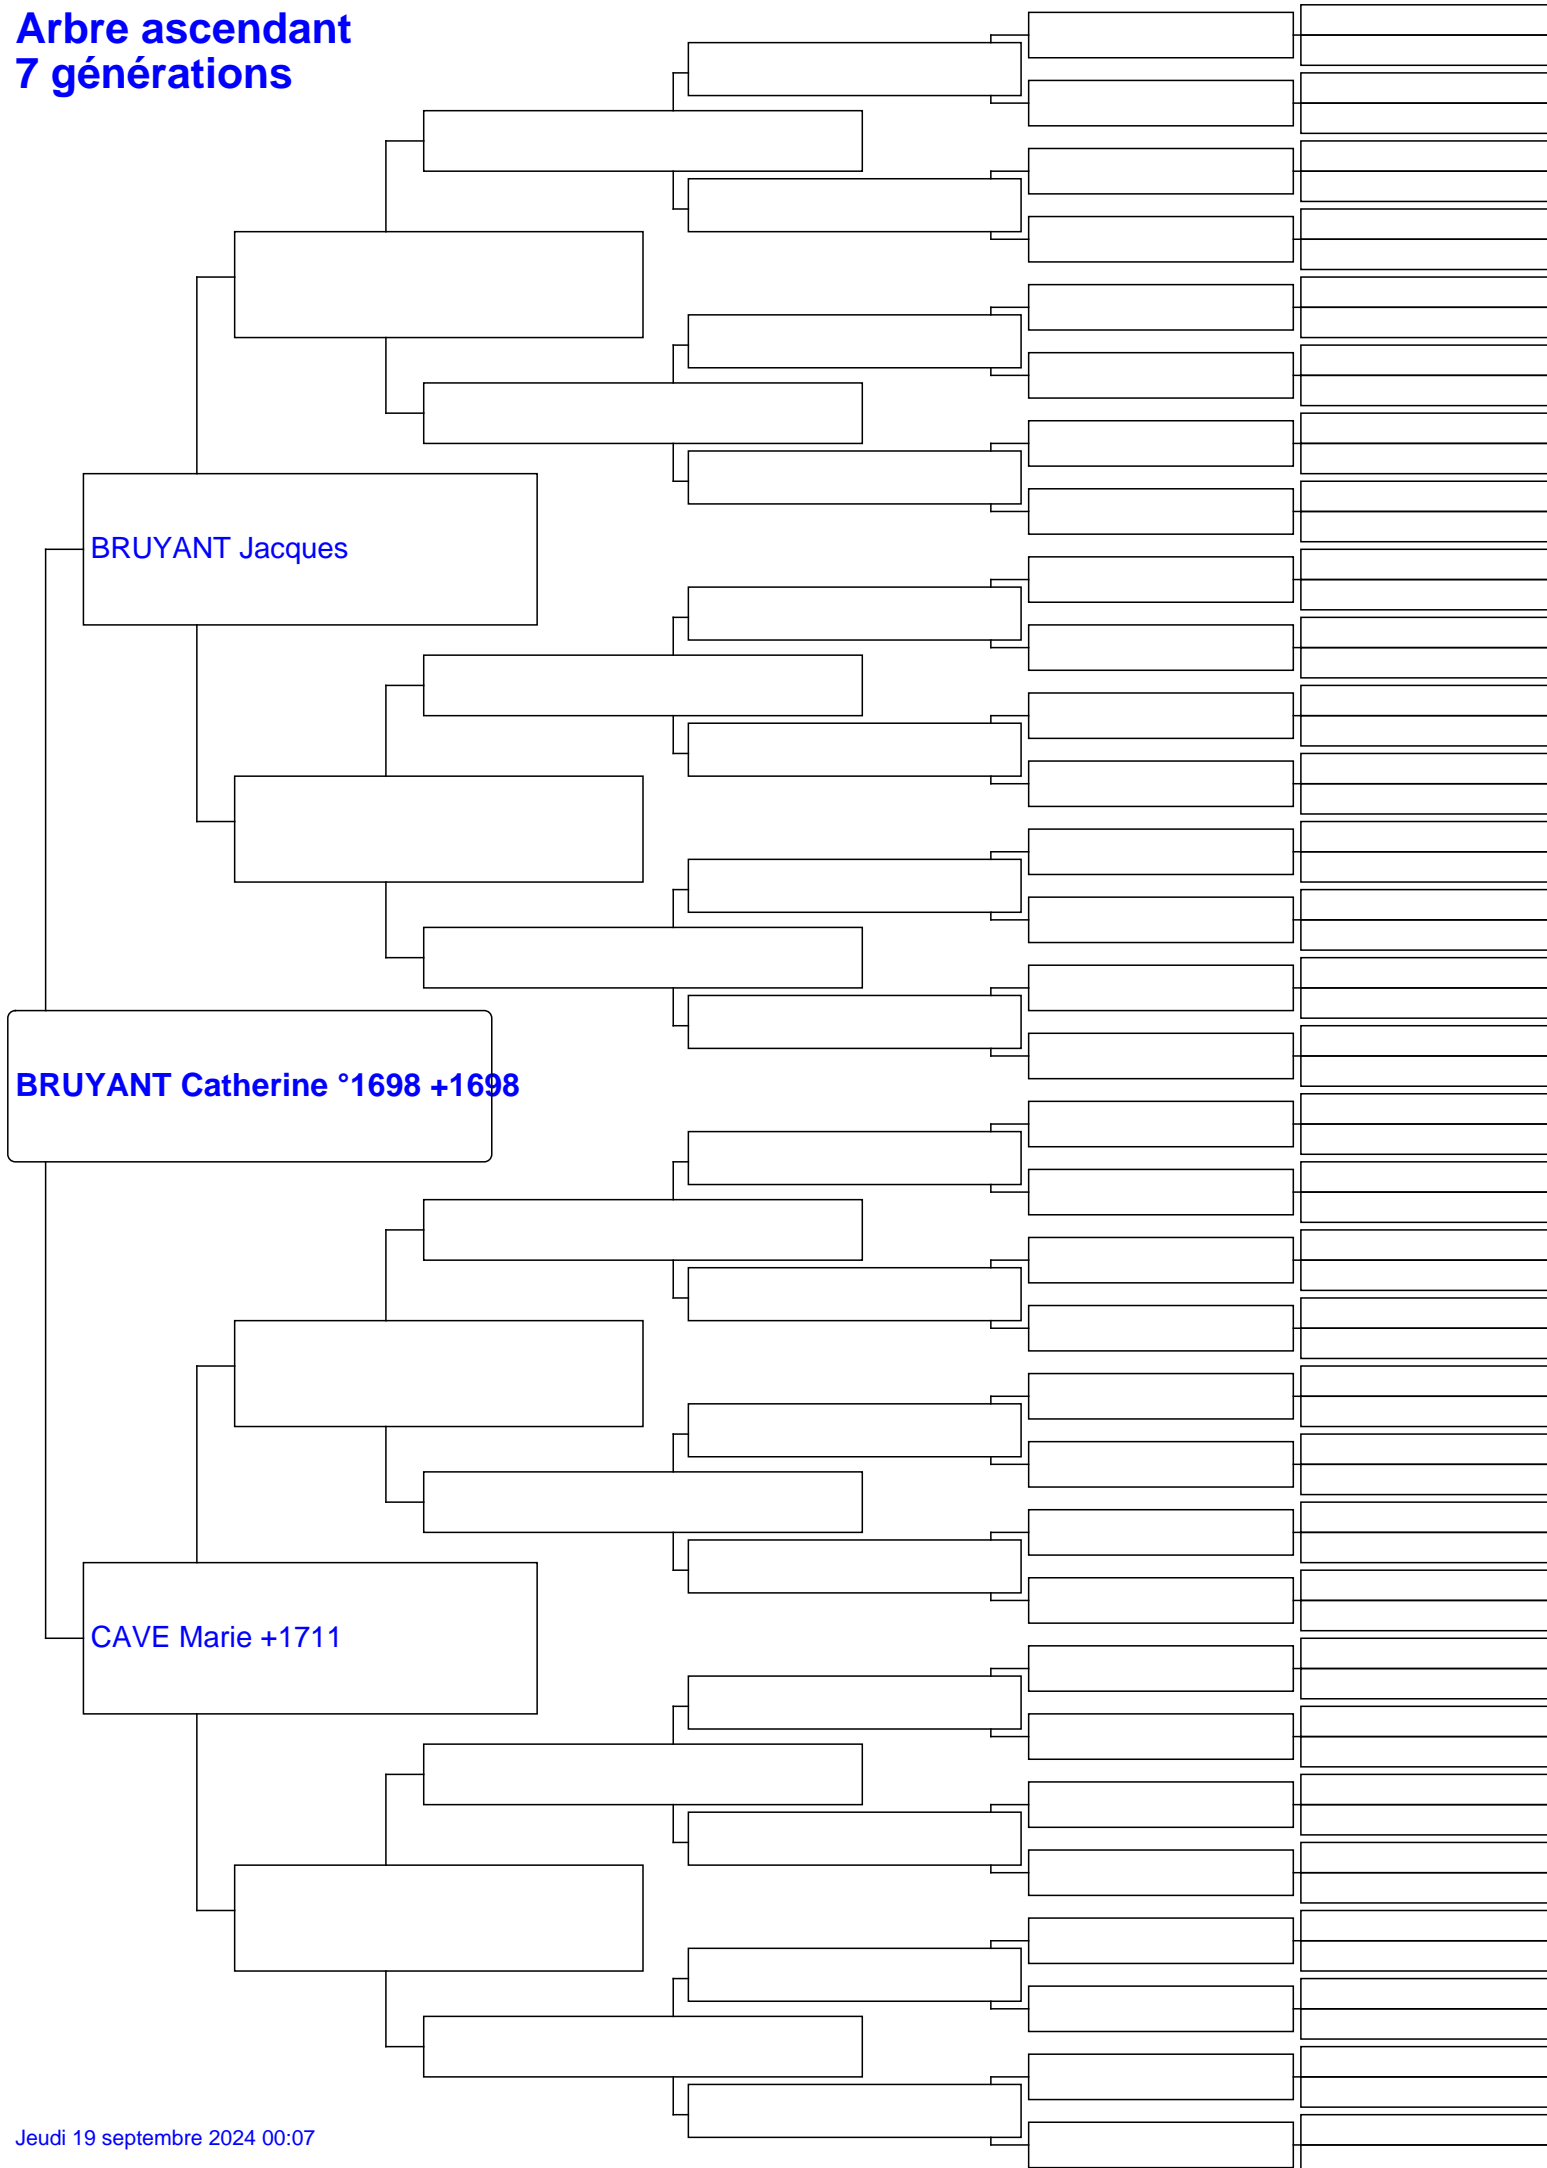 Arbre ascendant
7 générations
BRUYANT Jacques
BRUYANT Catherine °1698 +1698
CAVE Marie +1711
Jeudi 19 septembre 2024 00:07